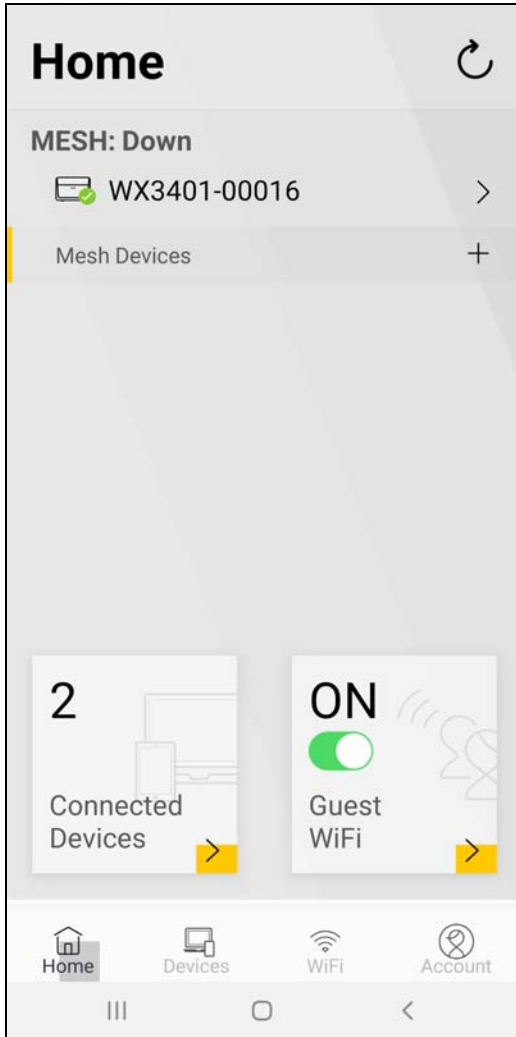 Home
MESH: Down
WX3401-00016
Mesh Devices
2
Connected
Devices
ON
Guest
WiFi
Home
Devices
WiFi
Account